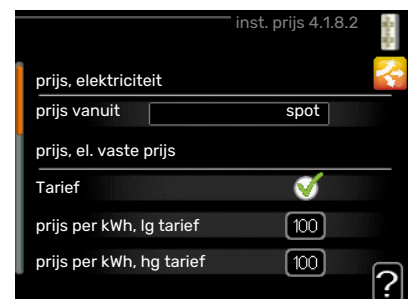 inst. prijs 4.1.8.2
prijs, elektriciteit
prijs vanuit spot
prijs, el. vaste prijs
Tarief
prijs per kWh, lg tarief 100
prijs per kWh, hg tarief 100
?